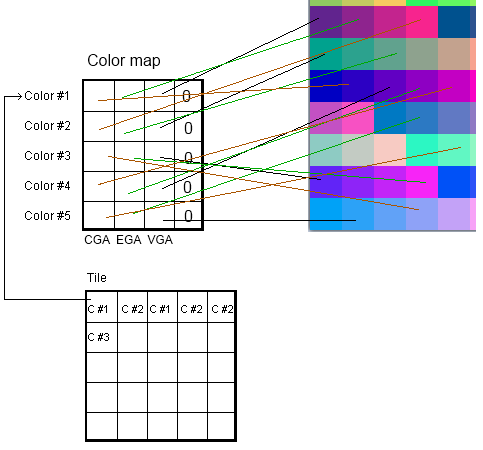 Color map
Color #1
0
Color #2
0
Color #3
0
Color #4
0
Color #5
0
CGA EGA VGA
Tile
C #1 C #2 C #1 C #2 C #2
C #3